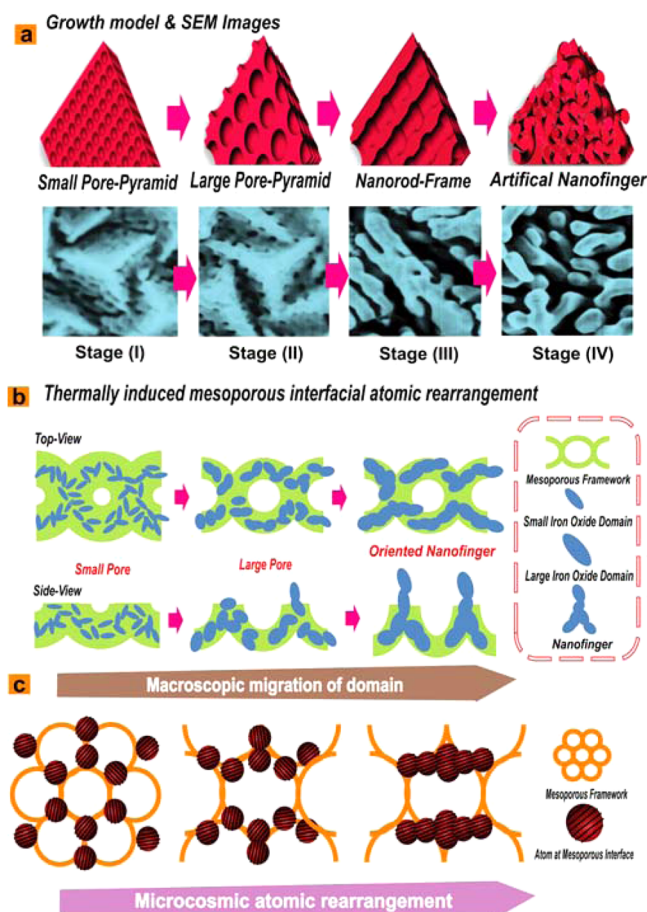 a Growth model & SEM Images
Small Pore-Pyramid Large Pore-Pyramid Nanorod-Frame Artifical Nanofinger
Stage (I) Stage (II) Stage (III) Stage (IV)
b Thermally induced mesoporous interfacial atomic rearrangement
Top-View
Mesoporous Framework
Small Iron Oxide Domain
Small Pore Large Pore Oriented Nanofinger
Large Iron Oxide Domain
Side-View
Nanofinger
Macroscopic migration of domain
c
Mesoporous Framework
Atom at Mesoporous Interface
Microcosmic atomic rearrangement